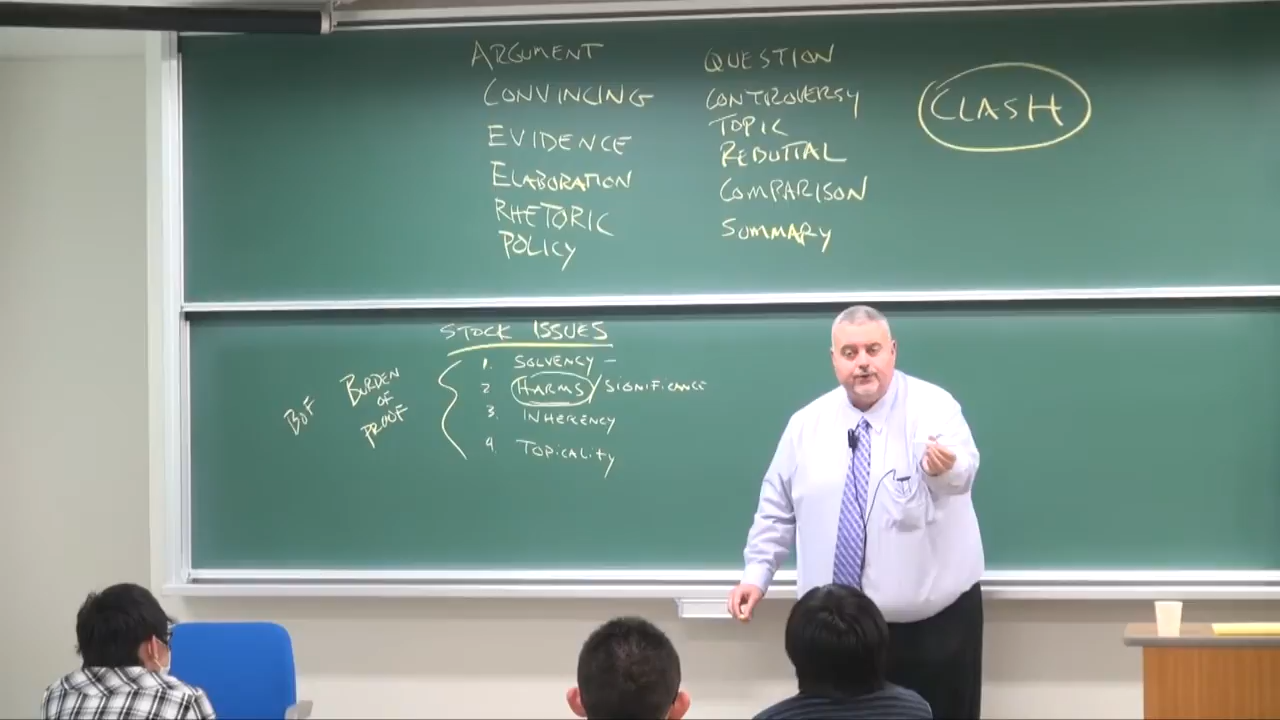 ARGUMENT
CONVINCING
EVIDENCE
ELABORATION
RHETORIC
POLICY
QUESTION
CONTROVERSY
TOPIC
REBUTTAL
COMPARISON
SUMMARY
CLASH
STOCK ISSUES
1. SOLVENCY –
2 HARMS/SIGNIFICANCE
3. INHERENCY
4. TOPICALITY
BURDEN
OF
PROOF
BoF